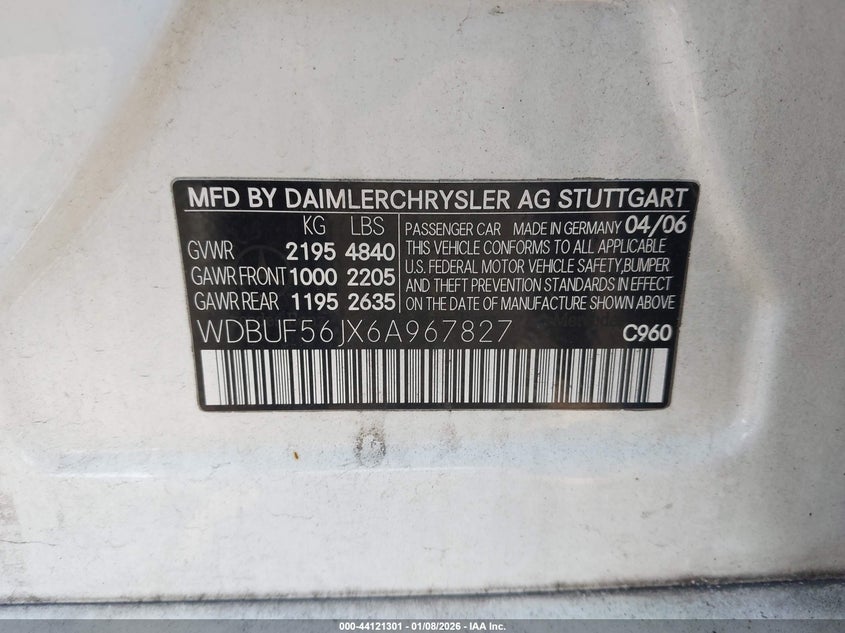 MFD BY DAIMLERCHRYSLER AG STUTTGART
KG LBS
GVWR 2195 4840
GAWR FRONT 1000 2205
GAWR REAR 1195 2635
PASSENGER CAR MADE IN GERMANY 04/06
THIS VEHICLE CONFORMS TO ALL APPLICABLE
U.S. FEDERAL MOTOR VEHICLE SAFETY,BUMPER
AND THEFT PREVENTION STANDARDS IN EFFECT
ON THE DATE OF MANUFACTURE SHOWN ABOVE
WDBUF56JX6A967827 C960
000-44121301 - 01/08/2026 - IAA Inc.